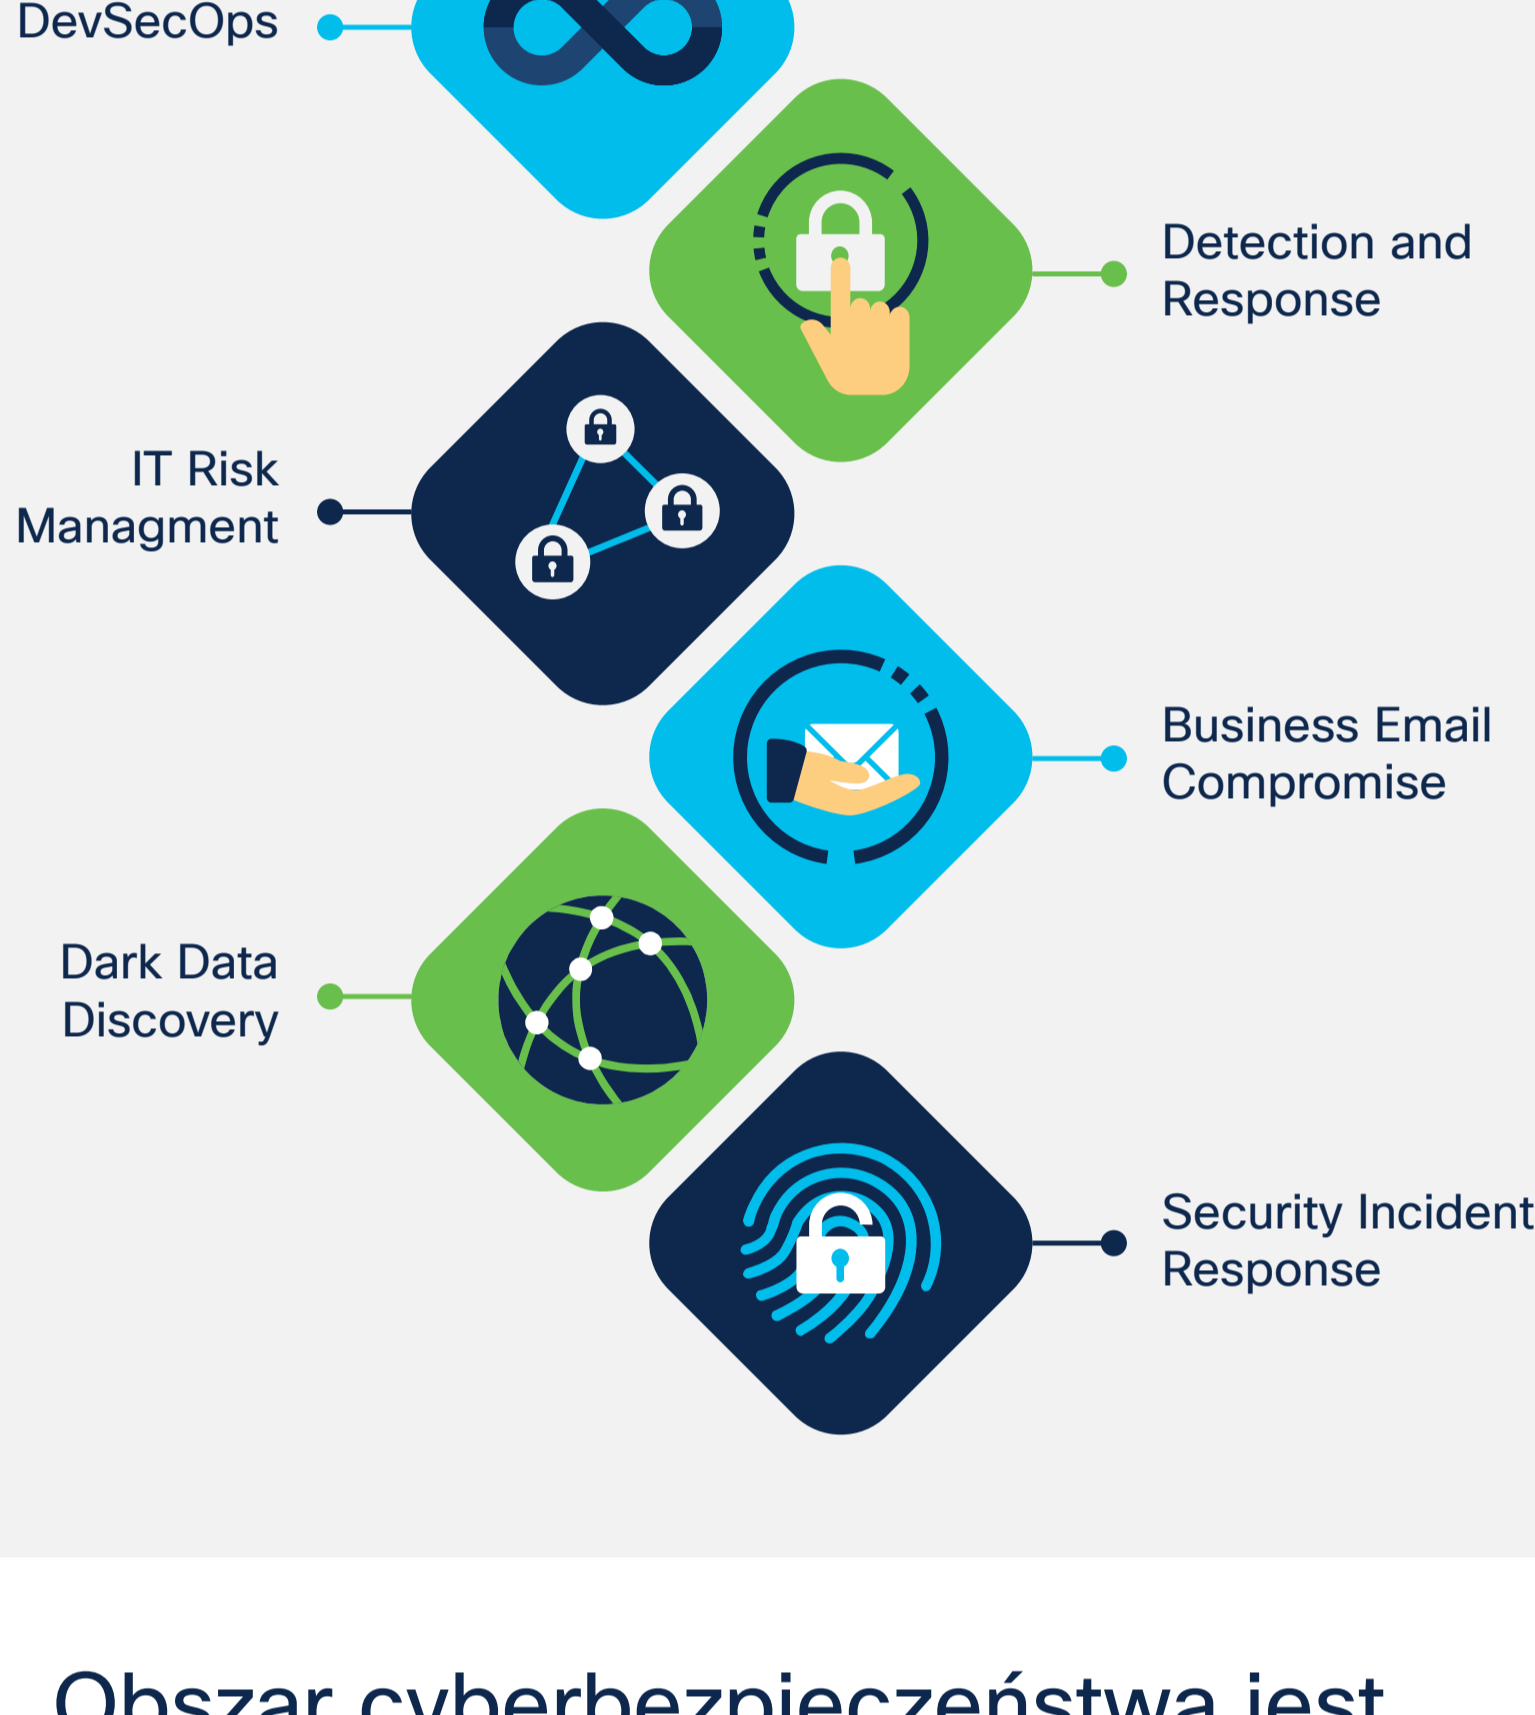 DevSecOps
Detection and
Response
IT Risk
Managment
Business Email
Compromise
Dark Data
Discovery
Security Incident
Response
Obszar cyberbezpieczeństwa jest